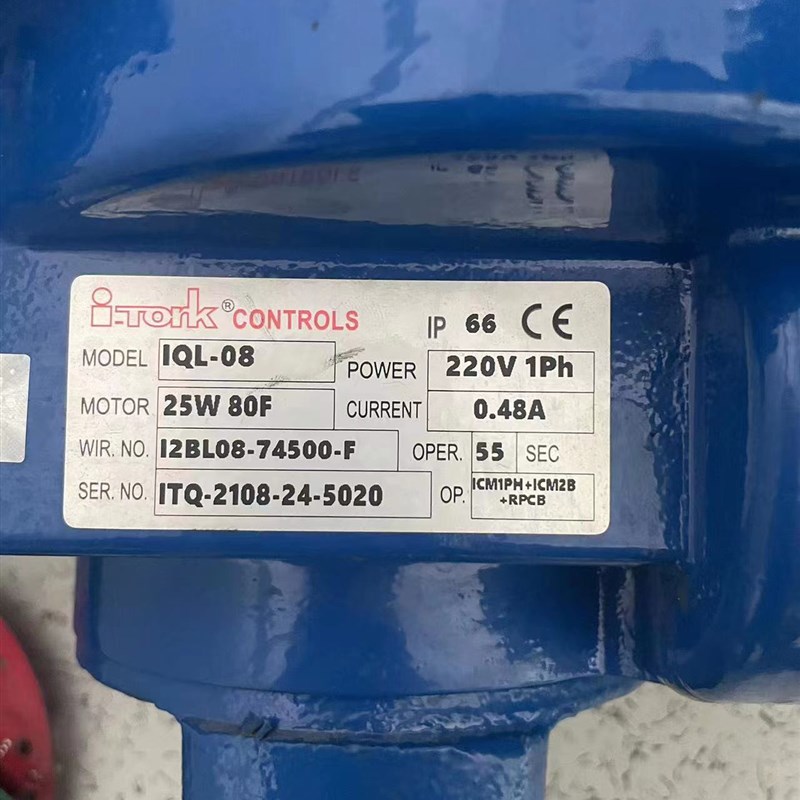 i-Tork® CONTROLS IP 66 CE
MODEL IQL-08 POWER 220V 1Ph
MOTOR 25W 80F CURRENT 0.48A
WIR. NO. I2BL08-74500-F OPER. 55 SEC
SER. NO. ITQ-2108-24-5020 OP. ICM1PH+ICM2B
+RPCB